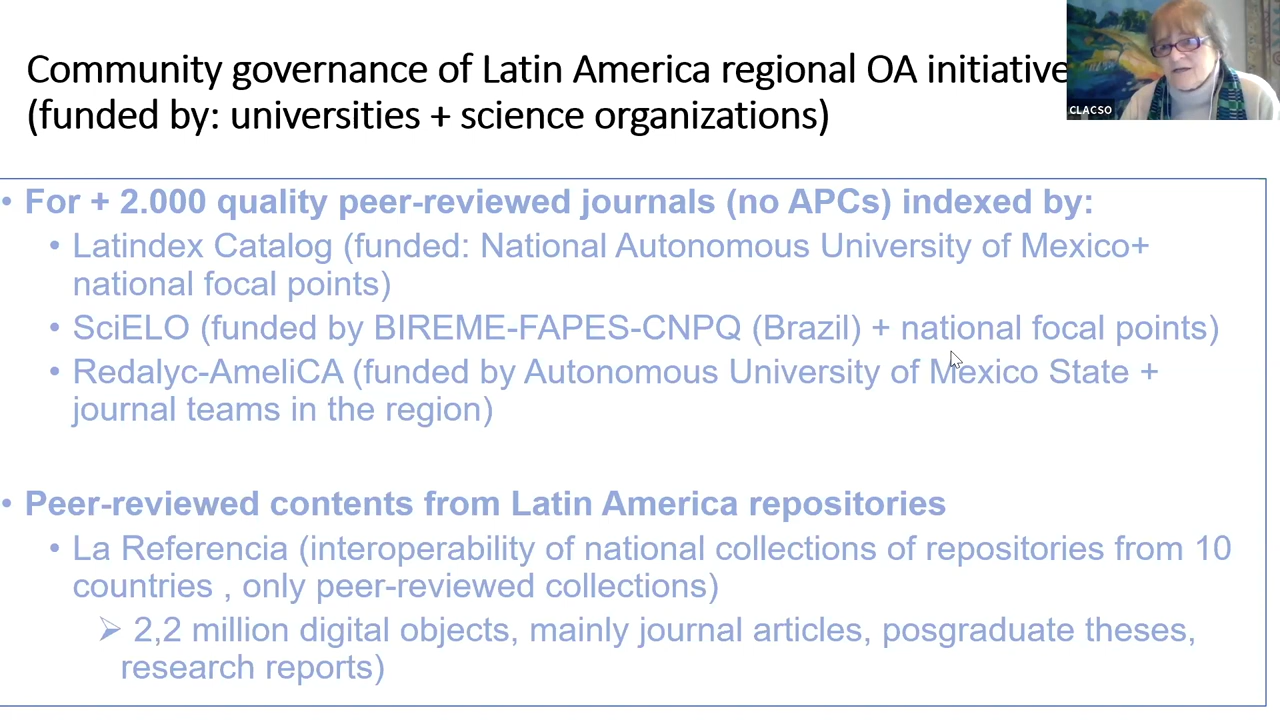 Community governance of Latin America regional OA initiative
(funded by: universities + science organizations)
CLACSO
• For + 2.000 quality peer-reviewed journals (no APCs) indexed by:
• Latindex Catalog (funded: National Autonomous University of Mexico+
national focal points)
• SciELO (funded by BIREME-FAPES-CNPQ (Brazil) + national focal points)
• Redalyc-AmeliCA (funded by Autonomous University of Mexico State +
journal teams in the region)
• Peer-reviewed contents from Latin America repositories
• La Referencia (interoperability of national collections of repositories from 10
countries , only peer-reviewed collections)
➢ 2,2 million digital objects, mainly journal articles, posgraduate theses,
research reports)